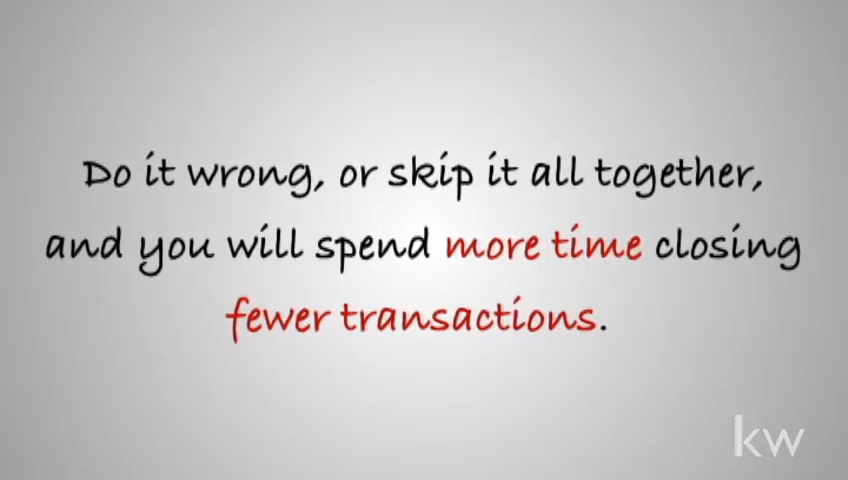 Do it wrong, or skip it all together,
and you will spend more time closing
fewer transactions.
kw